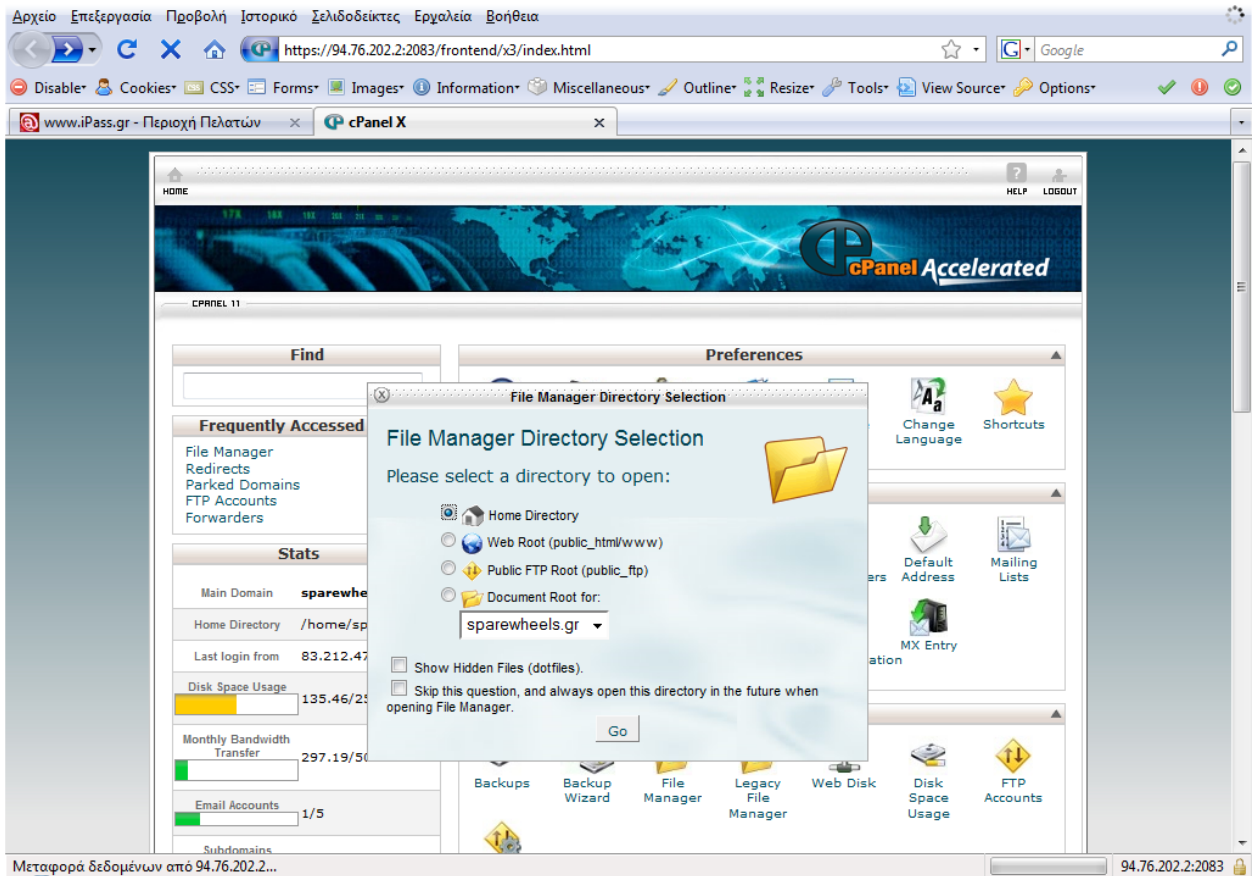 Αρχείο Επεξεργασία Προβολή Ιστορικό Σελιδοδείκτες Εργαλεία Βοήθεια
https://94.76.202.2:2083/frontend/x3/index.html
G Google
Disable Cookies CSS Forms Images Information Miscellaneous Outline Resize Tools View Source Options
www.iPass.gr - Περιοχή Πελατών
cPanel X
HOME
HELP LOGOUT
cPanel Accelerated
CPANEL 11
Find
Preferences
Frequently Accessed
File Manager
Redirects
Parked Domains
FTP Accounts
Forwarders
Change Language
Shortcuts
File Manager Directory Selection
File Manager Directory Selection
Please select a directory to open:
Home Directory
Web Root (public_html/www)
Public FTP Root (public_ftp)
Document Root for:
sparewheels.gr
Show Hidden Files (dotfiles).
Skip this question, and always open this directory in the future when
opening File Manager.
Go
Stats
Main Domain sparewhe
Home Directory /home/sp
Last login from 83.212.47
Disk Space Usage
135.46/25
Monthly Bandwidth
Transfer
297.19/50
Email Accounts
1/5
Subdomains
ers
Default Address
Mailing Lists
ation
MX Entry
Backups
Backup Wizard
File Manager
Legacy File Manager
Web Disk
Disk Space Usage
FTP Accounts
Μεταφορά δεδομένων από 94.76.202.2...
94.76.202.2:2083